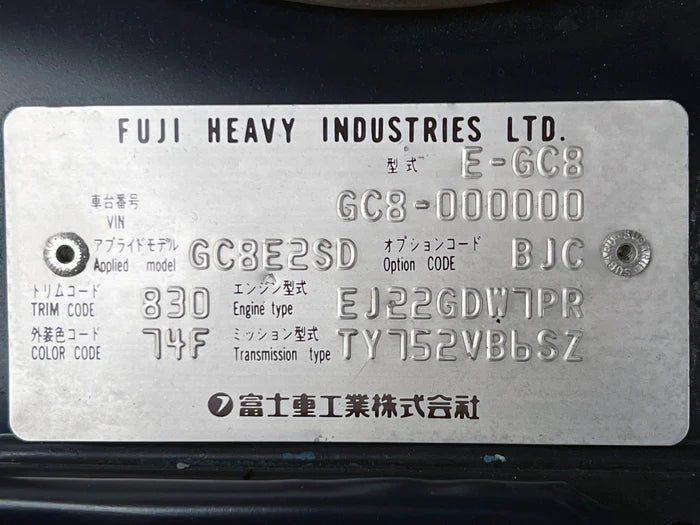 FUJI HEAVY INDUSTRIES LTD.
型式 E-GC8
車台番号 VIN GC8-000000
アプライドモデル Applied model GC8E2SD オプションコード Option CODE BJC
トリムコード TRIM CODE 830 エンジン型式 Engine type EJ22GDW7PR
外装色コード COLOR CODE 74F ミッション型式 Transmission type TY752VB6SZ
富士重工業株式会社